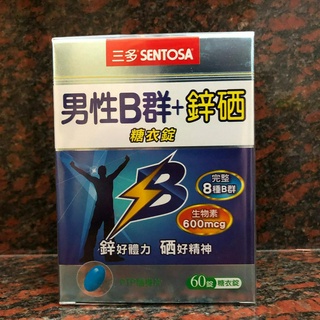 三多 SENTOSA
男性B群+鋅硒
糖衣錠
完整
8種B群
B
生物素
600mcg
鋅好體力 硒好精神
60錠 糖衣錠